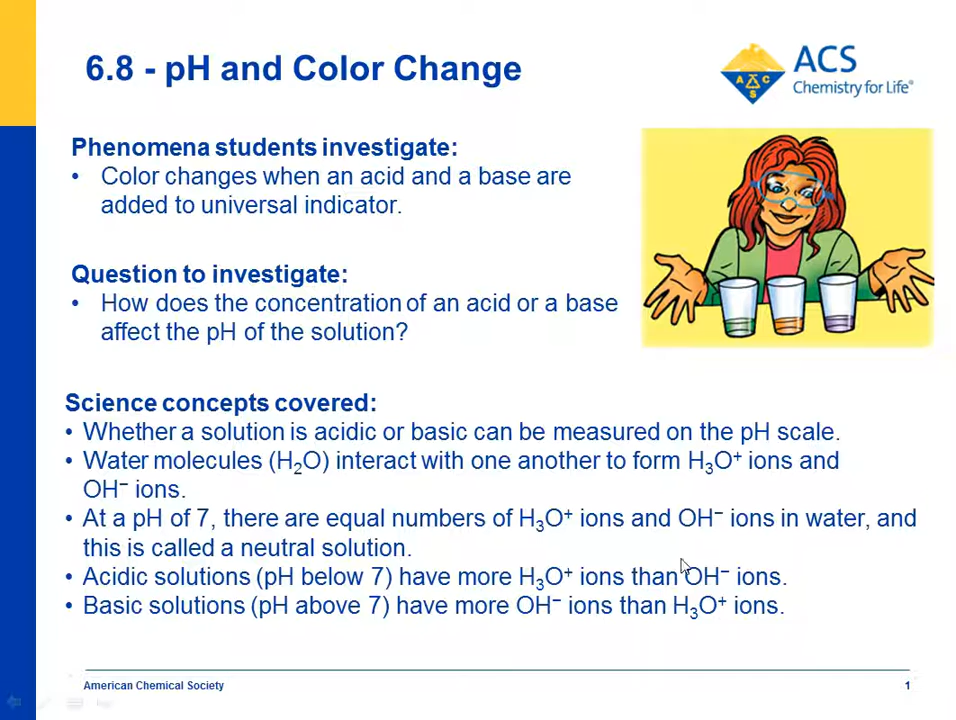 6.8 - pH and Color Change
ACS
Chemistry for Life®
A C S
Phenomena students investigate:
• Color changes when an acid and a base are
added to universal indicator.
Question to investigate:
• How does the concentration of an acid or a base
affect the pH of the solution?
Science concepts covered:
• Whether a solution is acidic or basic can be measured on the pH scale.
• Water molecules (H₂O) interact with one another to form H₃O⁺ ions and
OH⁻ ions.
• At a pH of 7, there are equal numbers of H₃O⁺ ions and OH⁻ ions in water, and
this is called a neutral solution.
• Acidic solutions (pH below 7) have more H₃O⁺ ions than OH⁻ ions.
• Basic solutions (pH above 7) have more OH⁻ ions than H₃O⁺ ions.
American Chemical Society
1